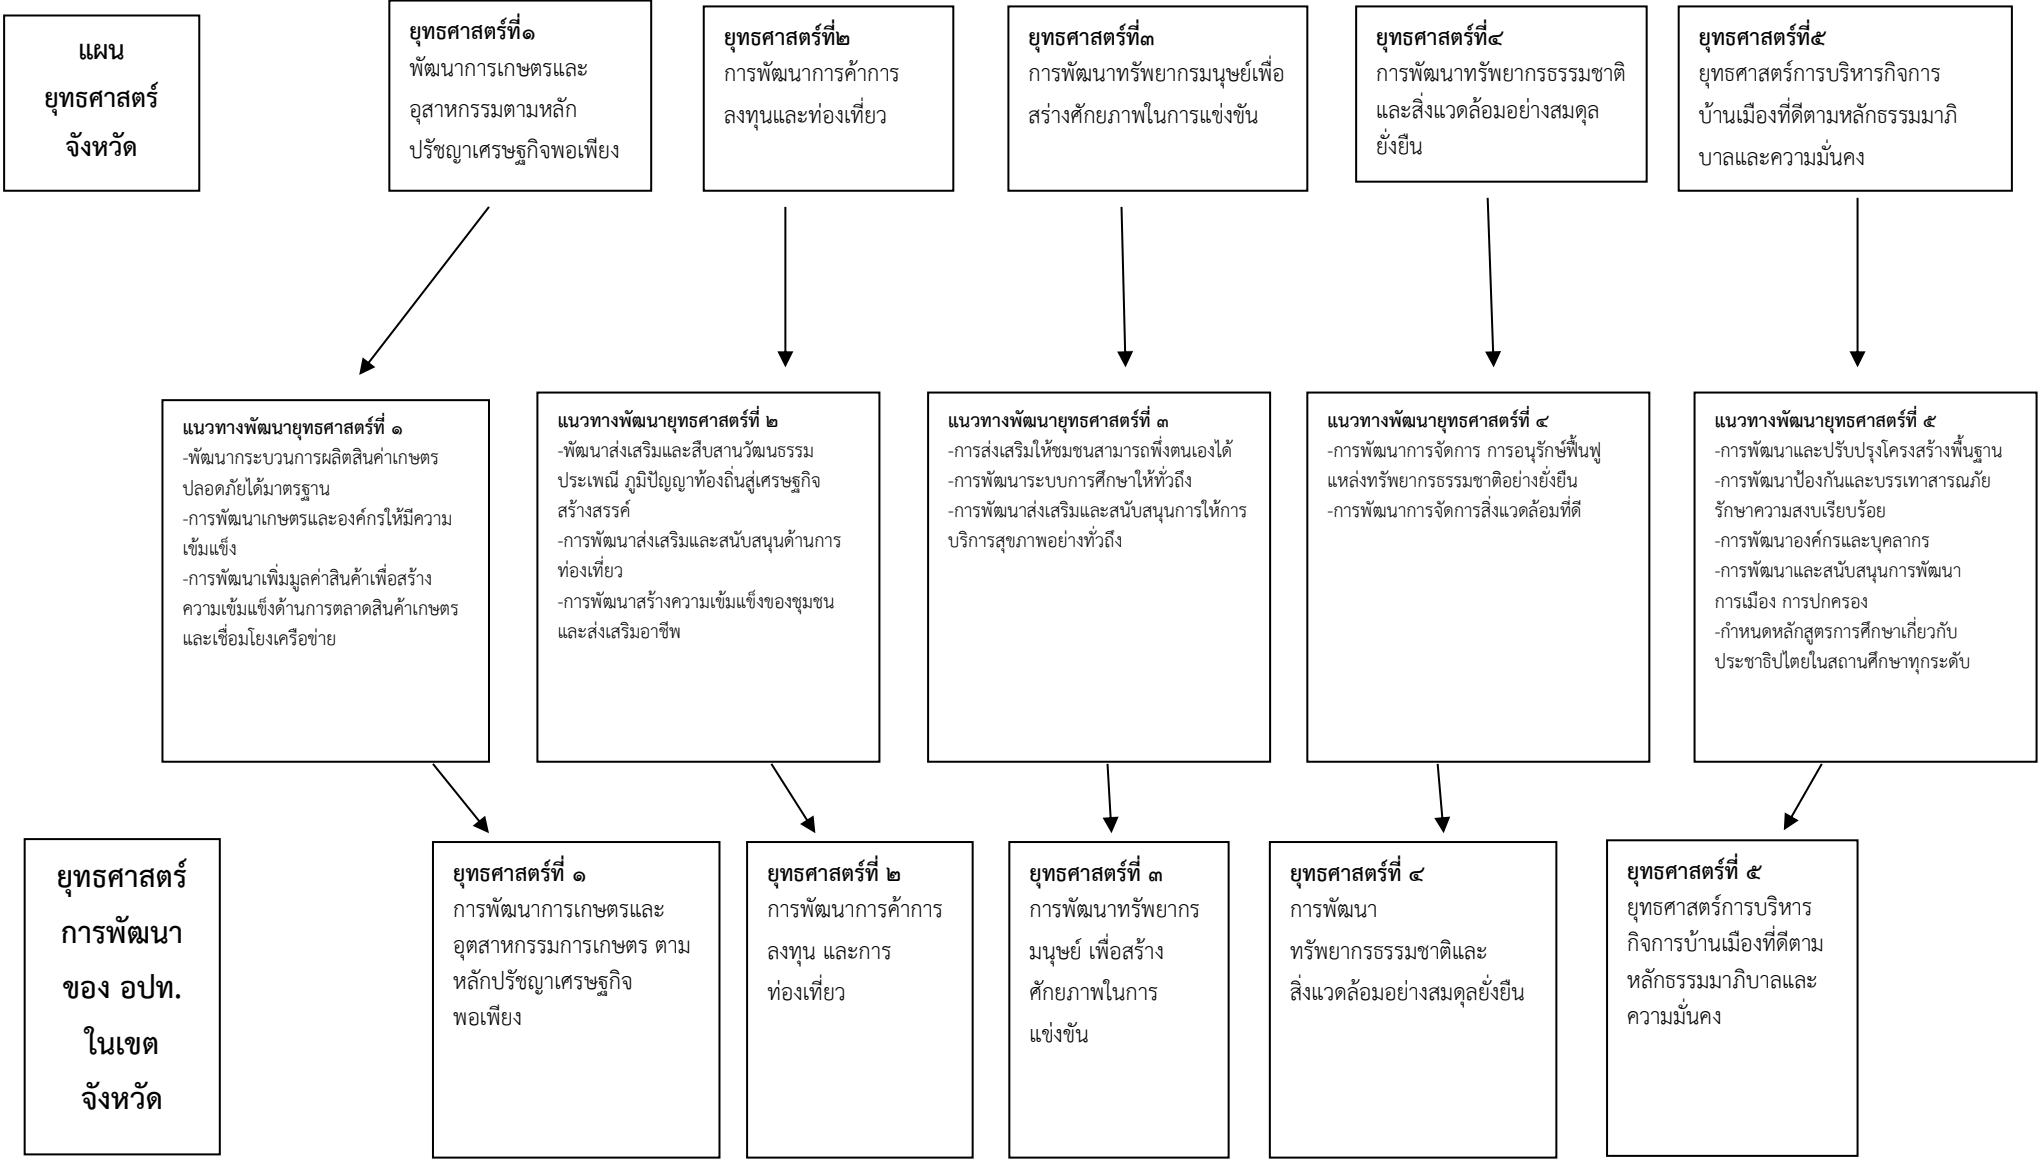 แผน
ยุทธศาสตร์
จังหวัด
ยุทธศาสตร์ที่๑
พัฒนาการเกษตรและ
อุสาหกรรมตามหลัก
ปรัชญาเศรษฐกิจพอเพียง
ยุทธศาสตร์ที่๒
การพัฒนาการค้าการ
ลงทุนและท่องเที่ยว
ยุทธศาสตร์ที่๓
การพัฒนาทรัพยากรมนุษย์เพื่อ
สร่างศักยภาพในการแข่งขัน
ยุทธศาสตร์ที่๔
การพัฒนาทรัพยากรธรรมชาติ
และสิ่งแวดล้อมอย่างสมดุล
ยั่งยืน
ยุทธศาสตร์ที่๕
ยุทธศาสตร์การบริหารกิจการ
บ้านเมืองที่ดีตามหลักธรรมมาภิ
บาลและความมั่นคง
แนวทางพัฒนายุทธศาสตร์ที่ ๑
-พัฒนากระบวนการผลิตสินค่าเกษตร
ปลอดภัยได้มาตรฐาน
-การพัฒนาเกษตรและองค์กรให้มีความ
เข้มแข็ง
-การพัฒนาเพิ่มมูลค่าสินค้าเพื่อสร้าง
ความเข้มแข็งด้านการตลาดสินค้าเกษตร
และเชื่อมโยงเครือข่าย
แนวทางพัฒนายุทธศาสตร์ที่ ๒
-พัฒนาส่งเสริมและสืบสานวัฒนธรรม
ประเพณี ภูมิปัญญาท้องถิ่นสู่เศรษฐกิจ
สร้างสรรค์
-การพัฒนาส่งเสริมและสนับสนุนด้านการ
ท่องเที่ยว
-การพัฒนาสร้างความเข้มแข็งของชุมชน
และส่งเสริมอาชีพ
แนวทางพัฒนายุทธศาสตร์ที่ ๓
-การส่งเสริมให้ชมชนสามารถพึ่งตนเองได้
-การพัฒนาระบบการศึกษาให้ทั่วถึง
-การพัฒนาส่งเสริมและสนับสนุนการให้การ
บริการสุขภาพอย่างทั่วถึง
แนวทางพัฒนายุทธศาสตร์ที่ ๔
-การพัฒนาการจัดการ การอนุรักษ์ฟื้นฟู
แหล่งทรัพยากรธรรมชาติอย่างยั่งยืน
-การพัฒนาการจัดการสิ่งแวดล้อมที่ดี
แนวทางพัฒนายุทธศาสตร์ที่ ๕
-การพัฒนาและปรับปรุงโครงสร้างพื้นฐาน
-การพัฒนาป้องกันและบรรเทาสารณภัย
รักษาความสงบเรียบร้อย
-การพัฒนาองค์กรและบุคลากร
-การพัฒนาและสนับสนุนการพัฒนา
การเมือง การปกครอง
-กำหนดหลักสูตรการศึกษาเกี่ยวกับ
ประชาธิปไตยในสถานศึกษาทุกระดับ
ยุทธศาสตร์
การพัฒนา
ของ อปท.
ในเขต
จังหวัด
ยุทธศาสตร์ที่ ๑
การพัฒนาการเกษตรและ
อุตสาหกรรมการเกษตร ตาม
หลักปรัชญาเศรษฐกิจ
พอเพียง
ยุทธศาสตร์ที่ ๒
การพัฒนาการค้าการ
ลงทุน และการ
ท่องเที่ยว
ยุทธศาสตร์ที่ ๓
การพัฒนาทรัพยากร
มนุษย์ เพื่อสร้าง
ศักยภาพในการ
แข่งขัน
ยุทธศาสตร์ที่ ๔
การพัฒนา
ทรัพยากรธรรมชาติและ
สิ่งแวดล้อมอย่างสมดุลยั่งยืน
ยุทธศาสตร์ที่ ๕
ยุทธศาสตร์การบริหาร
กิจการบ้านเมืองที่ดีตาม
หลักธรรมมาภิบาลและ
ความมั่นคง